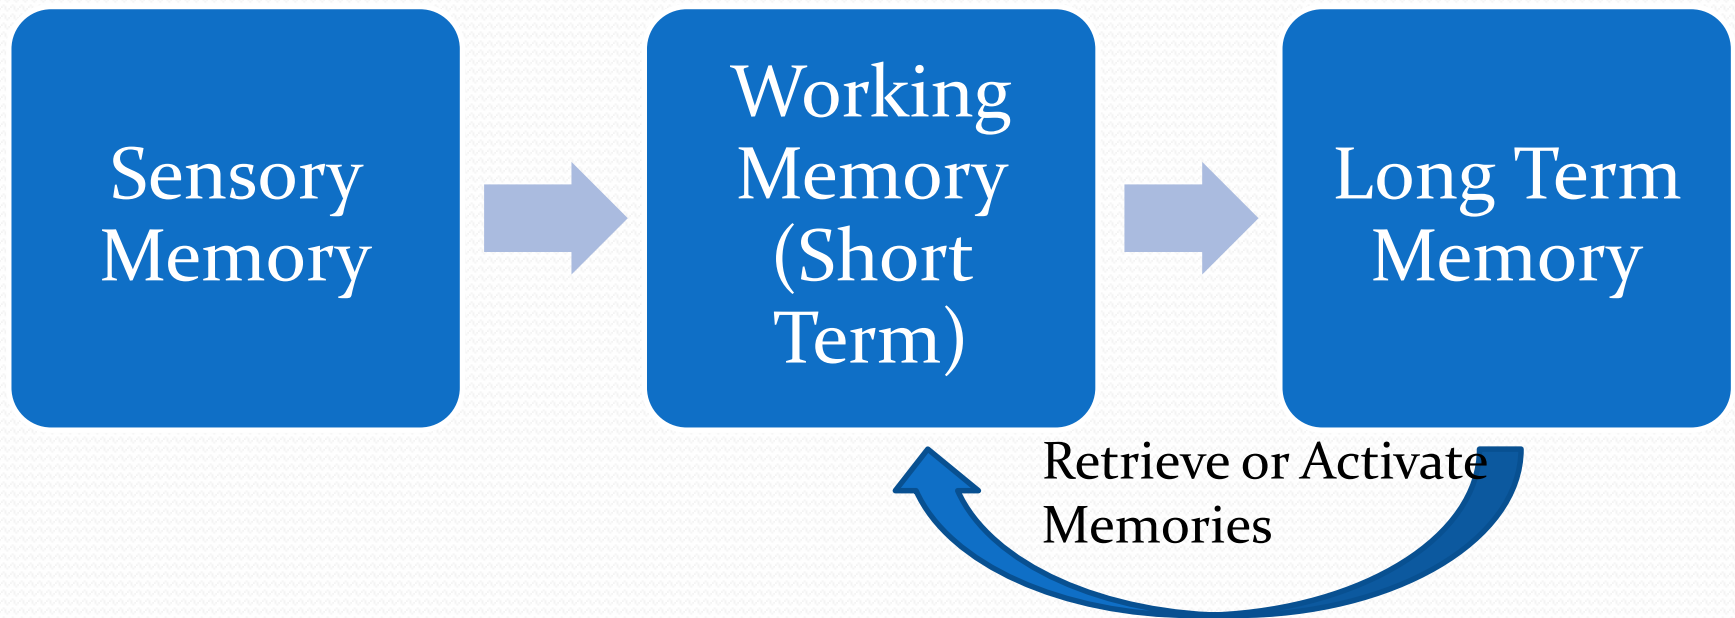 Sensory
Memory
Working
Memory
(Short
Term)
Long Term
Memory
Retrieve or Activate
Memories